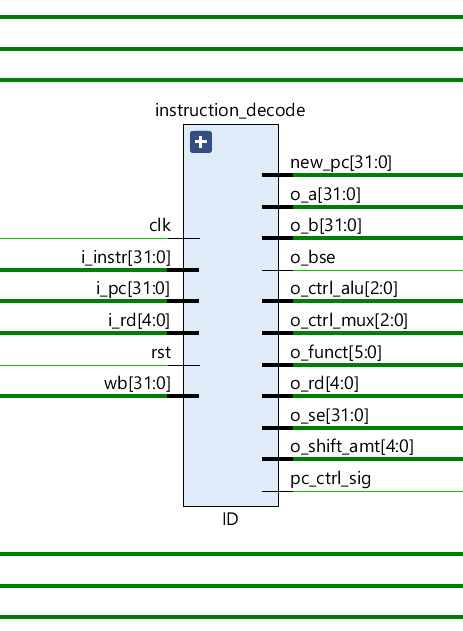 instruction_decode
clk
i_instr[31:0]
i_pc[31:0]
i_rd[4:0]
rst
wb[31:0]
new_pc[31:0]
o_a[31:0]
o_b[31:0]
o_bse
o_ctrl_alu[2:0]
o_ctrl_mux[2:0]
o_funct[5:0]
o_rd[4:0]
o_se[31:0]
o_shift_amt[4:0]
pc_ctrl_sig
ID